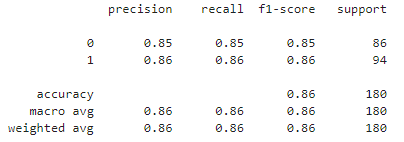 precision recall f1-score support
0 0.85 0.85 0.85 86
1 0.86 0.86 0.86 94
accuracy 0.86 180
macro avg 0.86 0.86 0.86 180
weighted avg 0.86 0.86 0.86 180